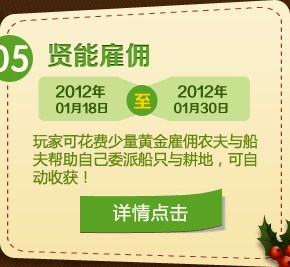 05 贤能雇佣
2012年 至 2012年
01月18日 01月30日
玩家可花费少量黄金雇佣农夫与船
夫帮助自己委派船只与耕地，可自
动收获！
详情点击